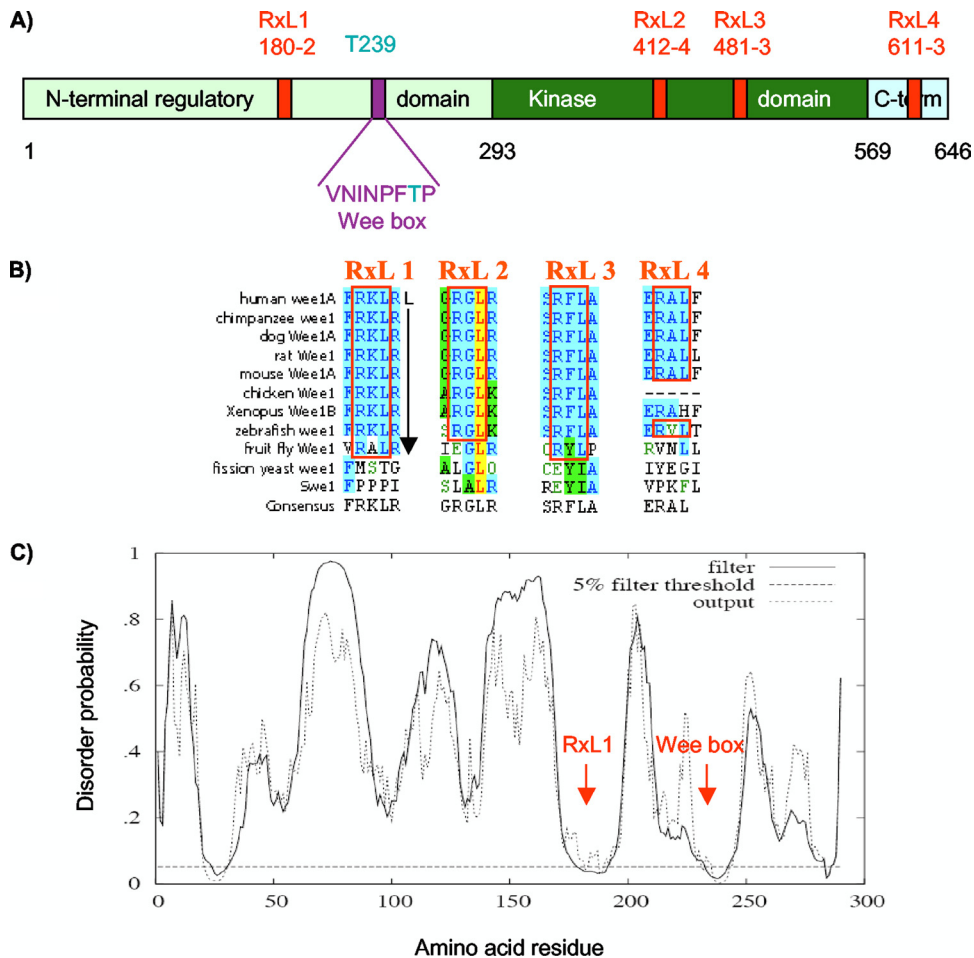 A)
RxL1 RxL2 RxL3 RxL4
180-2 T239 412-4 481-3 611-3
N-terminal regulatory domain Kinase domain C-term
1 293 569 646
VNINPFTP
Wee box
B)
RxL 1 RxL 2 RxL 3 RxL 4
human wee1A FRKLR L GRGLR SRFLA ERALF
chimpanzee wee1 FRKLR GRGLR SRFLA ERALF
dog Wee1A FRKLR GRGLR SRFLA ERALF
rat Wee1 FRKLR GRGLR SRFLA ERALL
mouse Wee1A FRKLR GRGLR SRFLA ERALF
chicken Wee1 FRKLR ARGLK SRFLA -----
Xenopus Wee1B FRKLR ARGLK SRFLA ERAHF
zebrafish wee1 FRKLR SRGLK SRFLA ERVLT
fruit fly Wee1 VRALR IEGLR CRYLP RVNLL
fission yeast wee1 FMSTG ALGLQ CEYIA IYEGI
Swe1 FPPPI SLALR REYIA VPKFL
Consensus FRKLR GRGLR SRFLA ERAL
C)
filter
5% filter threshold
output
Disorder probability
1
.8
.6
.4
.2
0
RxL1 Wee box
0 50 100 150 200 250 300
Amino acid residue